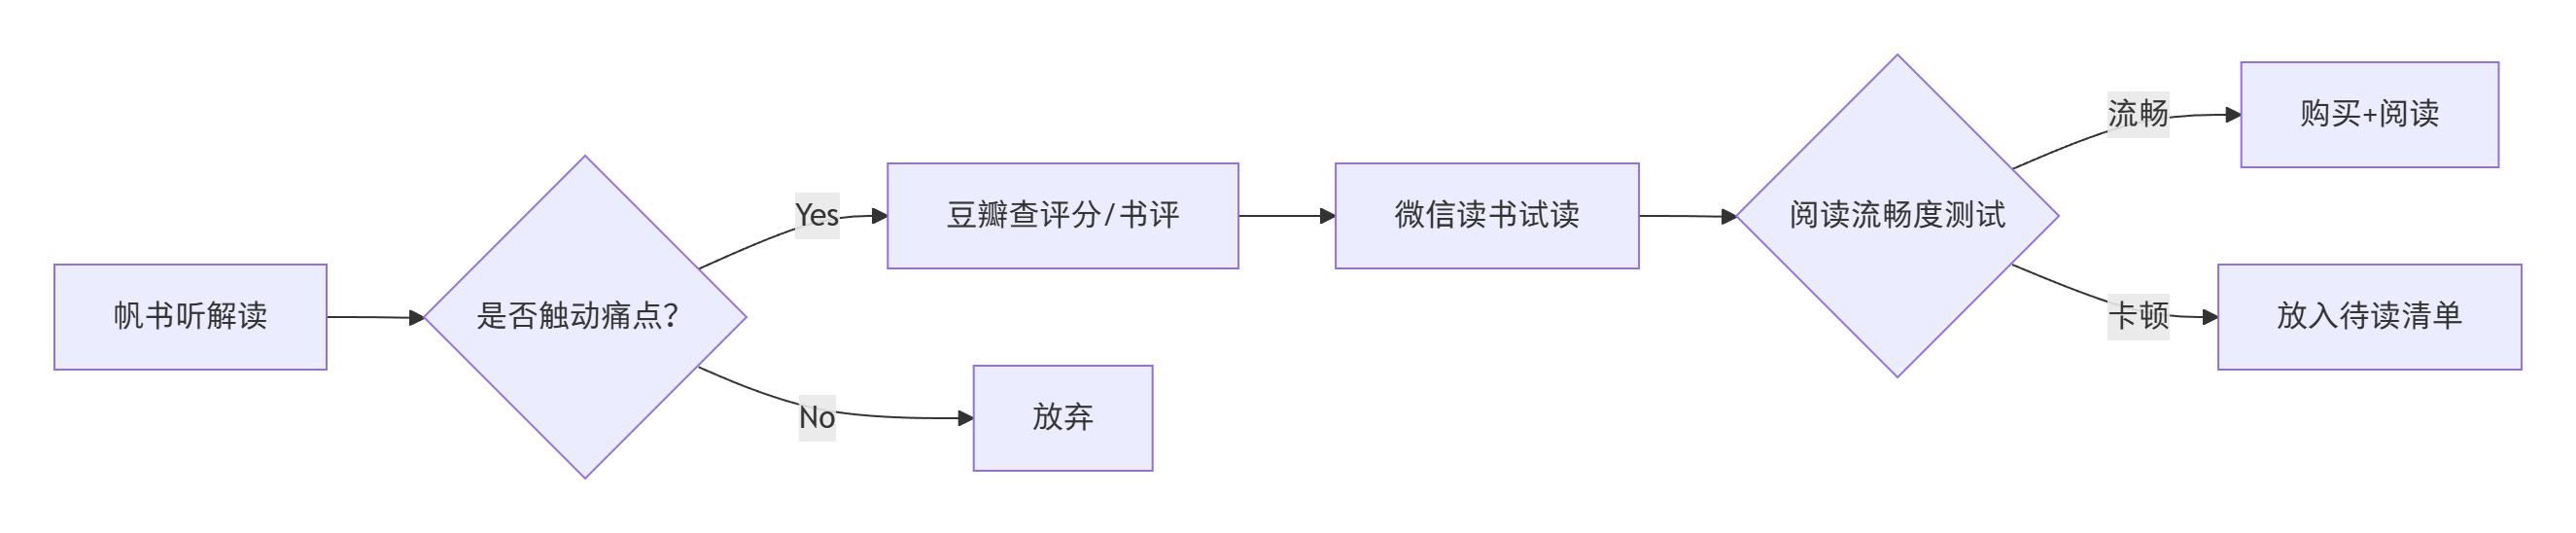 帆书听解读
是否触动痛点？
Yes
No
豆瓣查评分/书评
放弃
微信读书试读
阅读流畅度测试
流畅
卡顿
购买+阅读
放入待读清单